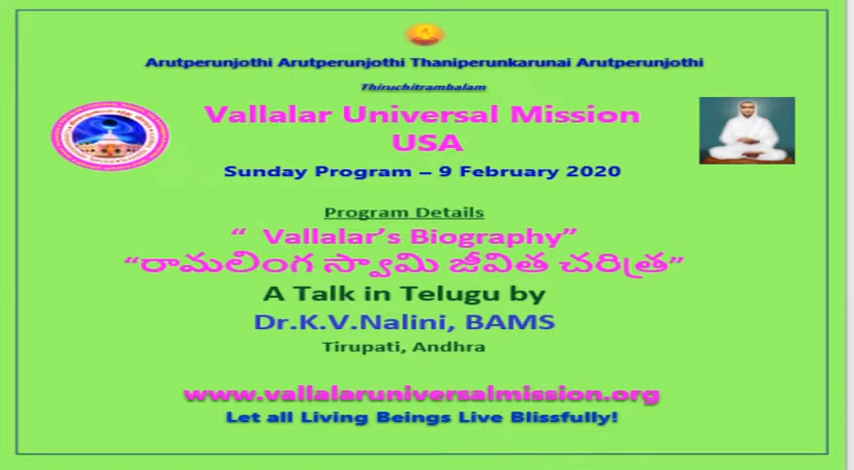 Arutperunjothi Arutperunjothi Thaniperunkarunai Arutperunjothi
Thiruchitrambalam
Vallalar Universal Mission
USA
Sunday Program – 9 February 2020
Program Details
“ Vallalar’s Biography”
“రామలింగ స్వామి జీవిత చరిత్ర”
A Talk in Telugu by
Dr.K.V.Nalini, BAMS
Tirupati, Andhra
www.vallalaruniversalmission.org
Let all Living Beings Live Blissfully!